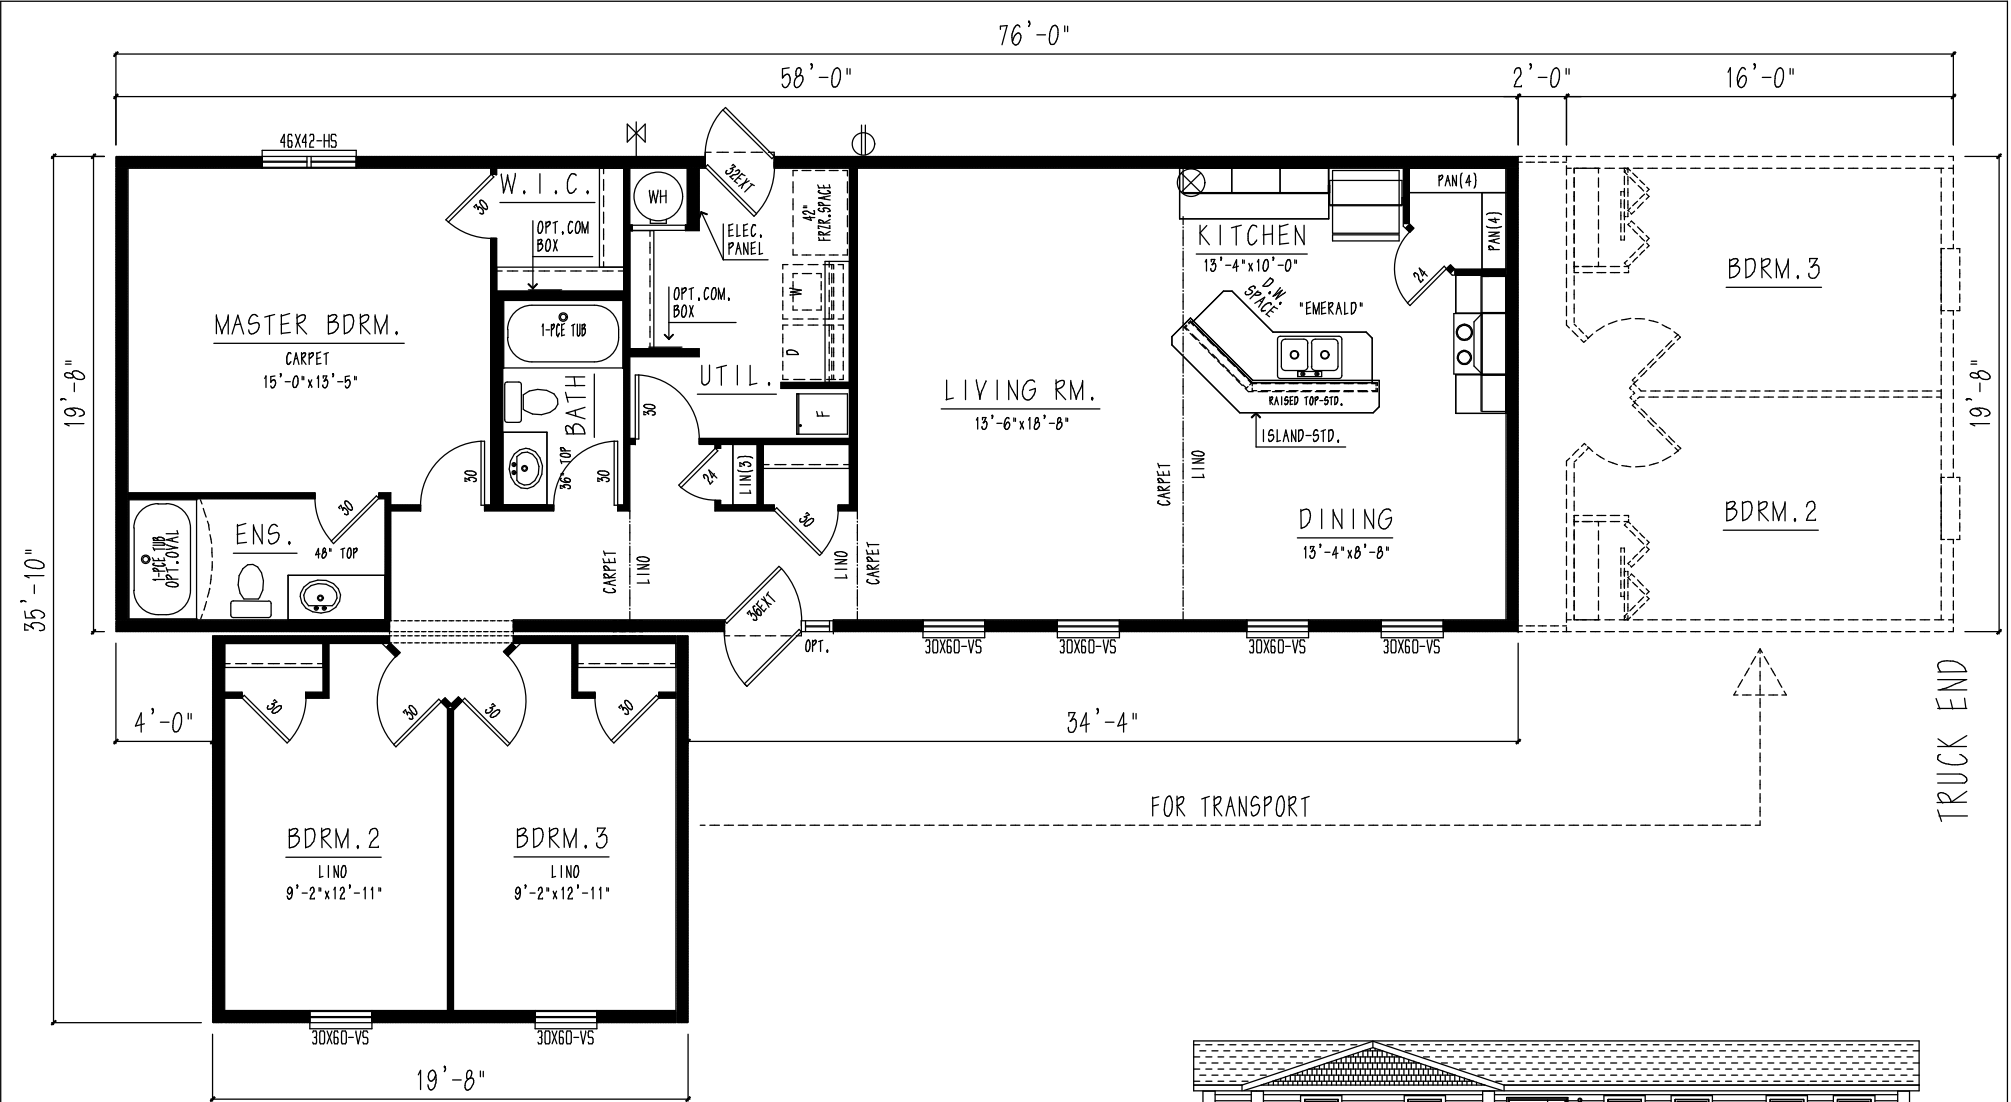 76'-0"
58'-0"
2'-0"
16'-0"
46X42-HS
W.I.C.
30
OPT.COM
BOX
WH
32EXT
ELEC.
PANEL
42"
FRZR.SPACE
OPT.COM.
BOX
W
D
UTIL.
F
KITCHEN
13'-4"x10'-0"
D.W.
SPACE
"EMERALD"
PAN(4)
PAN(4)
24
RAISED TOP-STD.
ISLAND-STD.
BDRM.3
BDRM.2
19'-8"
19'-8"
35'-10"
MASTER BDRM.
CARPET
15'-0"x13'-5"
1-PCE TUB
BATH
36" TOP
30
30
30
24
LIN(3)
30
LIVING RM.
13'-6"x18'-8"
CARPET
LINO
DINING
13'-4"x8'-8"
1-PCE TUB
OPT.OVAL
ENS.
48" TOP
30
CARPET
LINO
LINO
CARPET
36EXT
OPT.
30X60-VS
30X60-VS
30X60-VS
30X60-VS
4'-0"
30
30
30
30
34'-4"
FOR TRANSPORT
TRUCK END
BDRM.2
LINO
9'-2"x12'-11"
BDRM.3
LINO
9'-2"x12'-11"
30X60-VS
30X60-VS
19'-8"